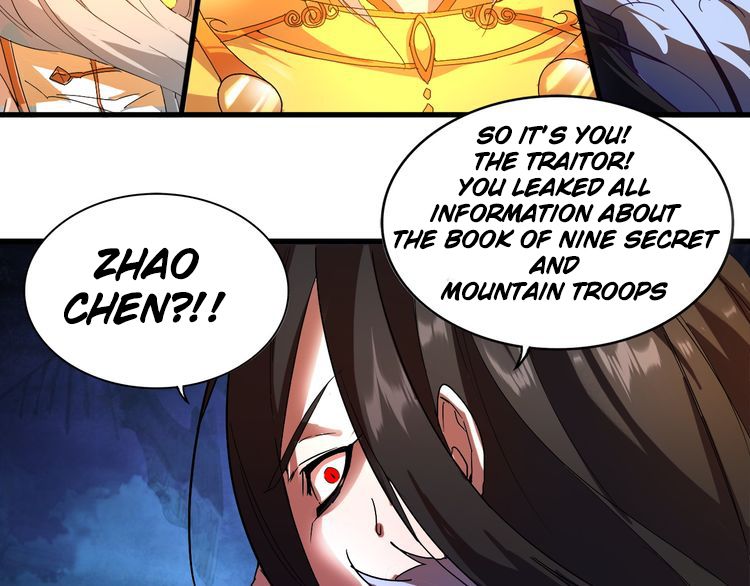 SO IT'S YOU!
THE TRAITOR!
YOU LEAKED ALL
INFORMATION ABOUT
THE BOOK OF NINE SECRET
AND
MOUNTAIN TROOPS
ZHAO
CHEN?!!